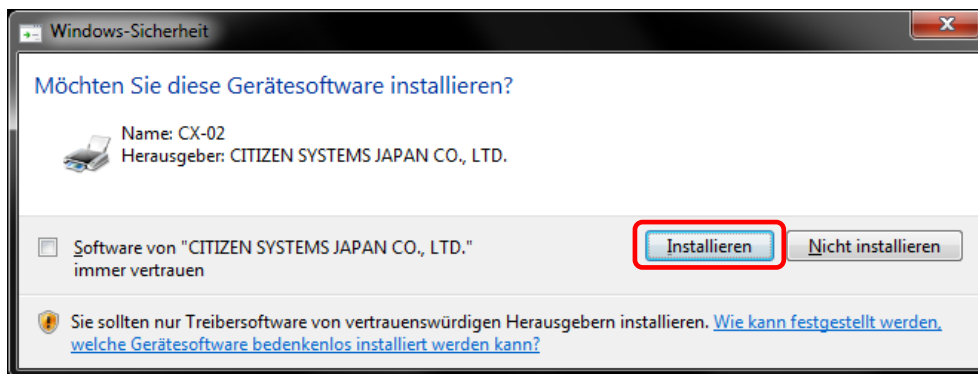 Windows-Sicherheit
Möchten Sie diese Gerätesoftware installieren?
Name: CX-02
Herausgeber: CITIZEN SYSTEMS JAPAN CO., LTD.
Software von "CITIZEN SYSTEMS JAPAN CO., LTD."
immer vertrauen
Installieren
Nicht installieren
Sie sollten nur Treibersoftware von vertrauenswürdigen Herausgebern installieren. Wie kann festgestellt werden,
welche Gerätesoftware bedenkenlos installiert werden kann?